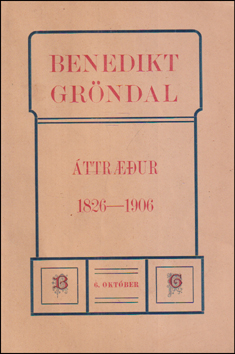 BENEDIKT
GRÖNDAL
ÁTTRÆÐUR
1826—1906
B
6. OKTÓBER
G